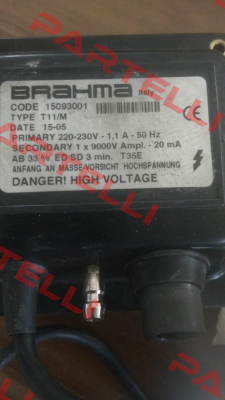 BRAHMA Italy
CODE 15093001
TYPE T11/M
DATE 15-05
PRIMARY 220-230V - 1,1 A - 50 Hz
SECONDARY 1 x 9000V Ampl. - 20 mA
AB 33 % ED SD 3 min. T35E
ANFANG AN MASSE-VORSICHT HOCHSPANNUNG
DANGER! HIGH VOLTAGE
PARTELLI